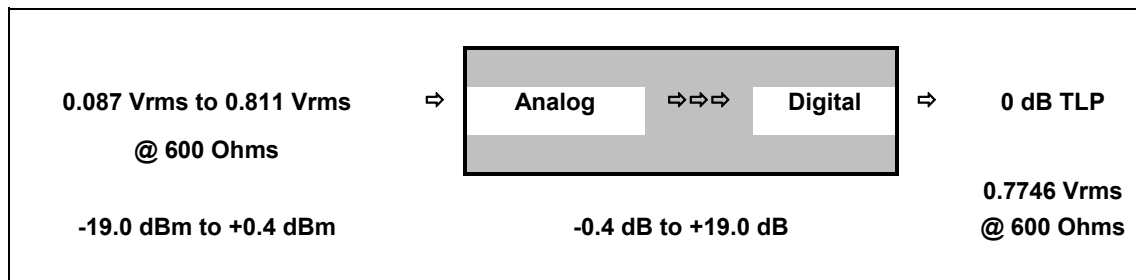 0.087 Vrms to 0.811 Vrms ⇨ Analog ⇨⇨⇨ Digital ⇨ 0 dB TLP
@ 600 Ohms
0.7746 Vrms
-19.0 dBm to +0.4 dBm -0.4 dB to +19.0 dB @ 600 Ohms